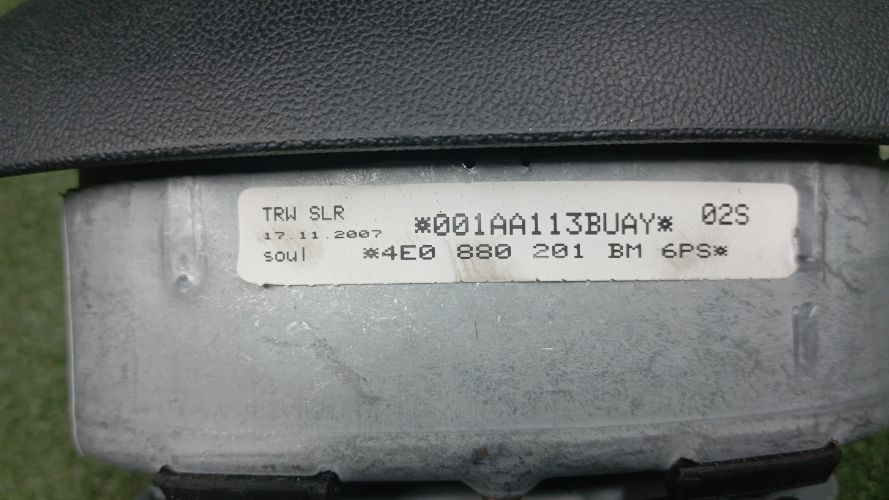 TRW SLR *001AA113BUAY* 02S
17.11.2007
soul *4E0 880 201 BM 6PS*